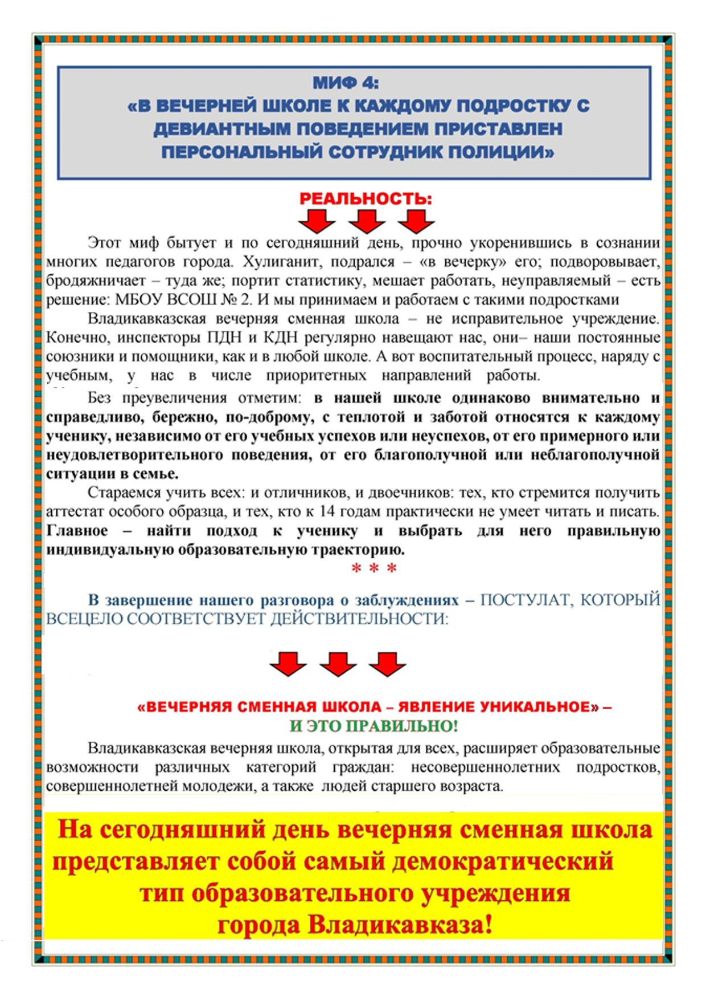 МИФ 4:
«В ВЕЧЕРНЕЙ ШКОЛЕ К КАЖДОМУ ПОДРОСТКУ С
ДЕВИАНТНЫМ ПОВЕДЕНИЕМ ПРИСТАВЛЕН
ПЕРСОНАЛЬНЫЙ СОТРУДНИК ПОЛИЦИИ»
РЕАЛЬНОСТЬ:
Этот миф бытует и по сегодняшний день, прочно укоренившись в сознании
многих педагогов города. Хулиганит, подрался – «в вечерку» его; подворовывает,
бродяжничает – туда же; портит статистику, мешает работать, неуправляемый – есть
решение: МБОУ ВСОШ № 2. И мы принимаем и работаем с такими подростками
Владикавказская вечерняя сменная школа – не исправительное учреждение.
Конечно, инспекторы ПДН и КДН регулярно навещают нас, они– наши постоянные
союзники и помощники, как и в любой школе. А вот воспитательный процесс, наряду с
учебным, у нас в числе приоритетных направлений работы.
Без преувеличения отметим: в нашей школе одинаково внимательно и
справедливо, бережно, по-доброму, с теплотой и заботой относятся к каждому
ученику, независимо от его учебных успехов или неуспехов, от его примерного или
неудовлетворительного поведения, от его благополучной или неблагополучной
ситуации в семье.
Стараемся учить всех: и отличников, и двоечников: тех, кто стремится получить
аттестат особого образца, и тех, кто к 14 годам практически не умеет читать и писать.
Главное – найти подход к ученику и выбрать для него правильную
индивидуальную образовательную траекторию.
* * *
В завершение нашего разговора о заблуждениях – ПОСТУЛАТ, КОТОРЫЙ
ВСЕЦЕЛО СООТВЕТСТВУЕТ ДЕЙСТВИТЕЛЬНОСТИ:
«ВЕЧЕРНЯЯ СМЕННАЯ ШКОЛА – ЯВЛЕНИЕ УНИКАЛЬНОЕ» –
И ЭТО ПРАВИЛЬНО!
Владикавказская вечерняя школа, открытая для всех, расширяет образовательные
возможности различных категорий граждан: несовершеннолетних подростков,
совершеннолетней молодежи, а также людей старшего возраста.
На сегодняшний день вечерняя сменная школа
представляет собой самый демократический
тип образовательного учреждения
города Владикавказа!